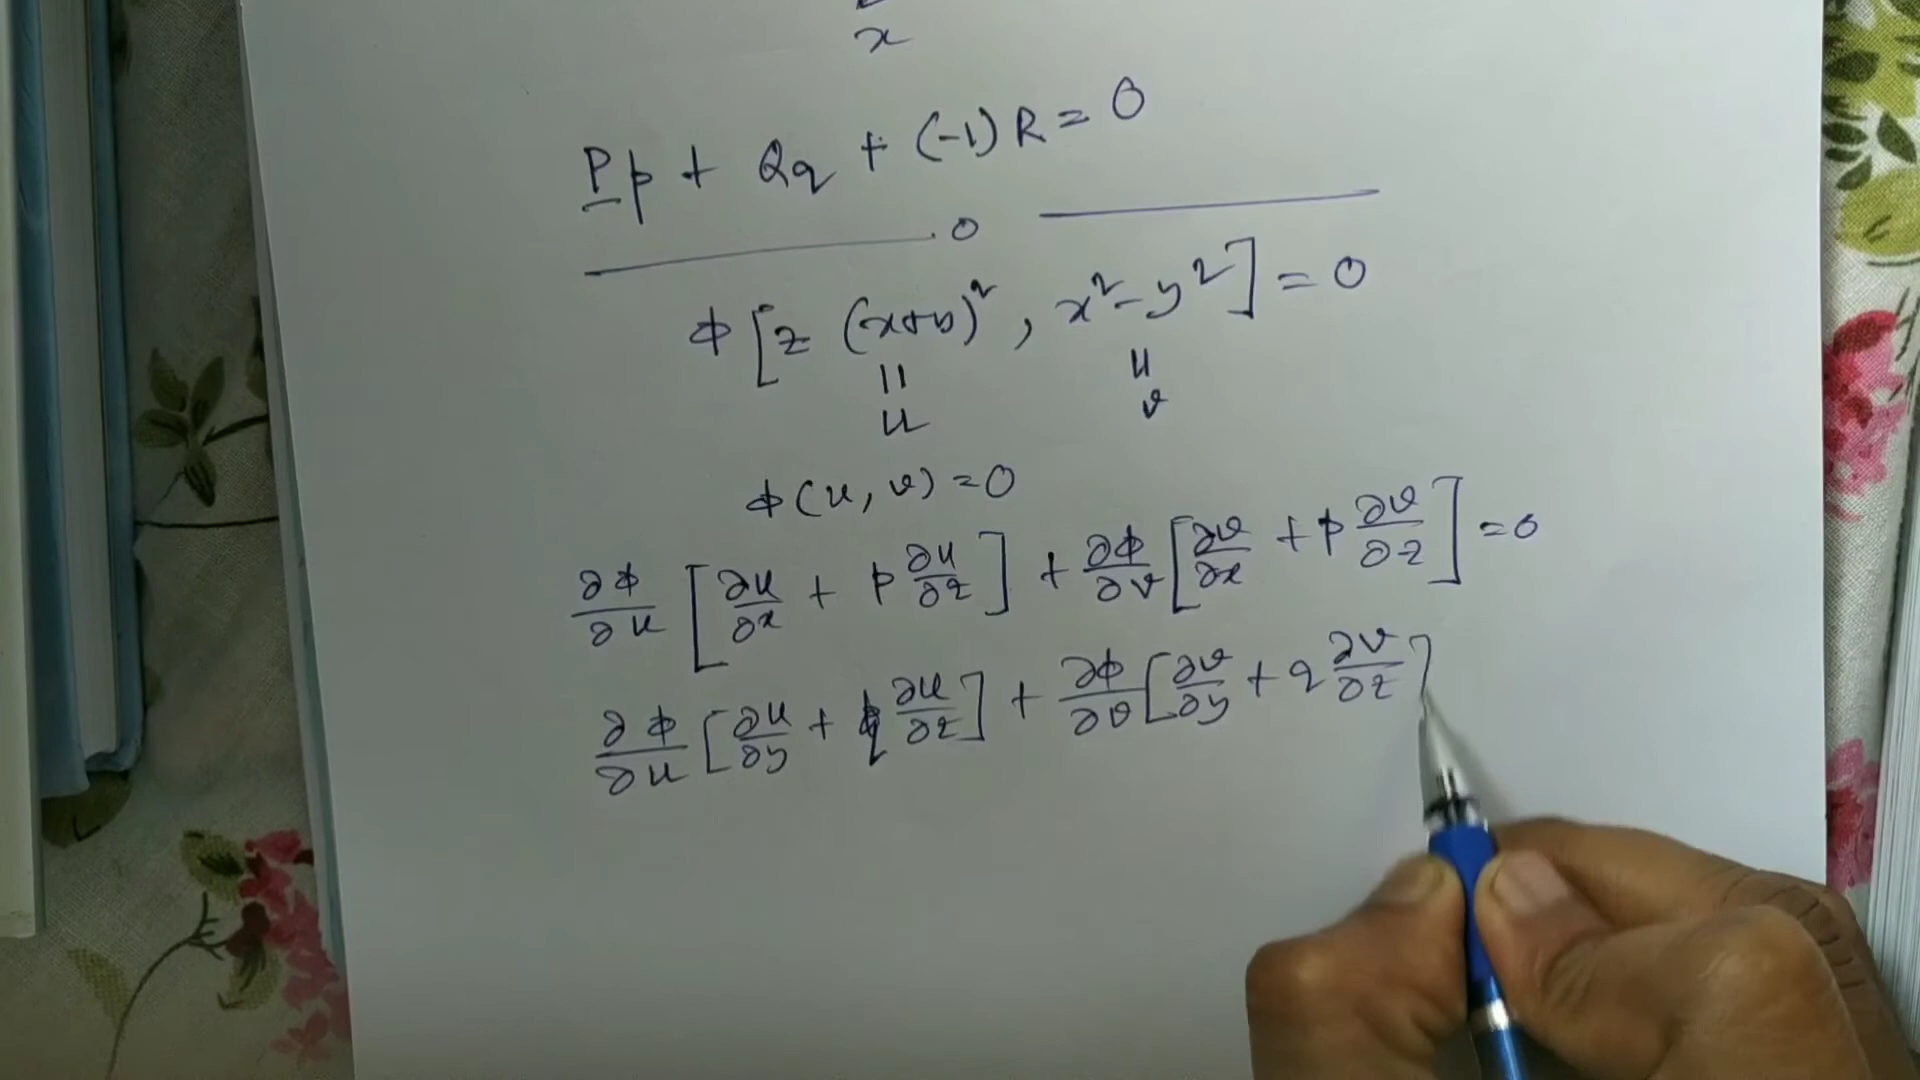 x
Pp + Qq + (-1) R = 0
0
ϕ [z (x+y)², x² - y²] = 0
|| ||
u v
ϕ(u, v) = 0
∂ϕ/∂u [∂u/∂x + p ∂u/∂z] + ∂ϕ/∂v [∂v/∂x + p ∂v/∂z] = 0
∂ϕ/∂u [∂u/∂y + q ∂u/∂z] + ∂ϕ/∂v [∂v/∂y + q ∂v/∂z]